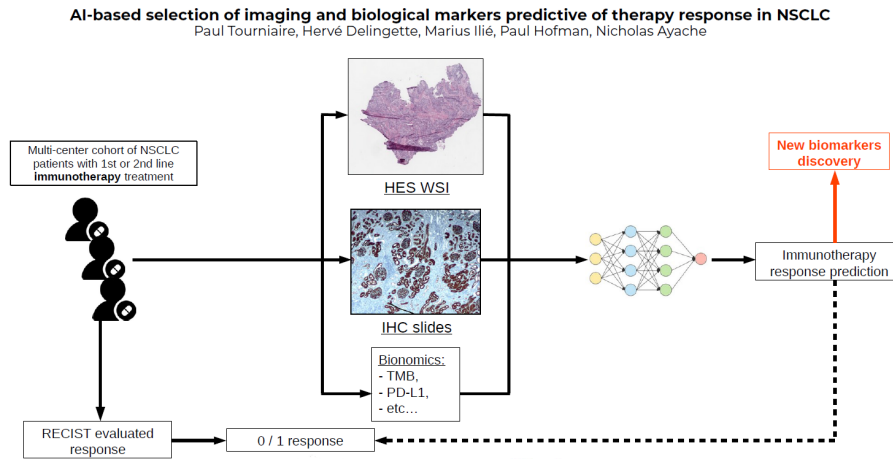 AI-based selection of imaging and biological markers predictive of therapy response in NSCLC
Paul Tourniaire, Hervé Delingette, Marius Ilié, Paul Hofman, Nicholas Ayache
Multi-center cohort of NSCLC
patients with 1st or 2nd line
immunotherapy treatment
HES WSI
IHC slides
Bionomics:
- TMB,
- PD-L1,
- etc...
New biomarkers
discovery
Immunotherapy
response prediction
RECIST evaluated
response
0 / 1 response